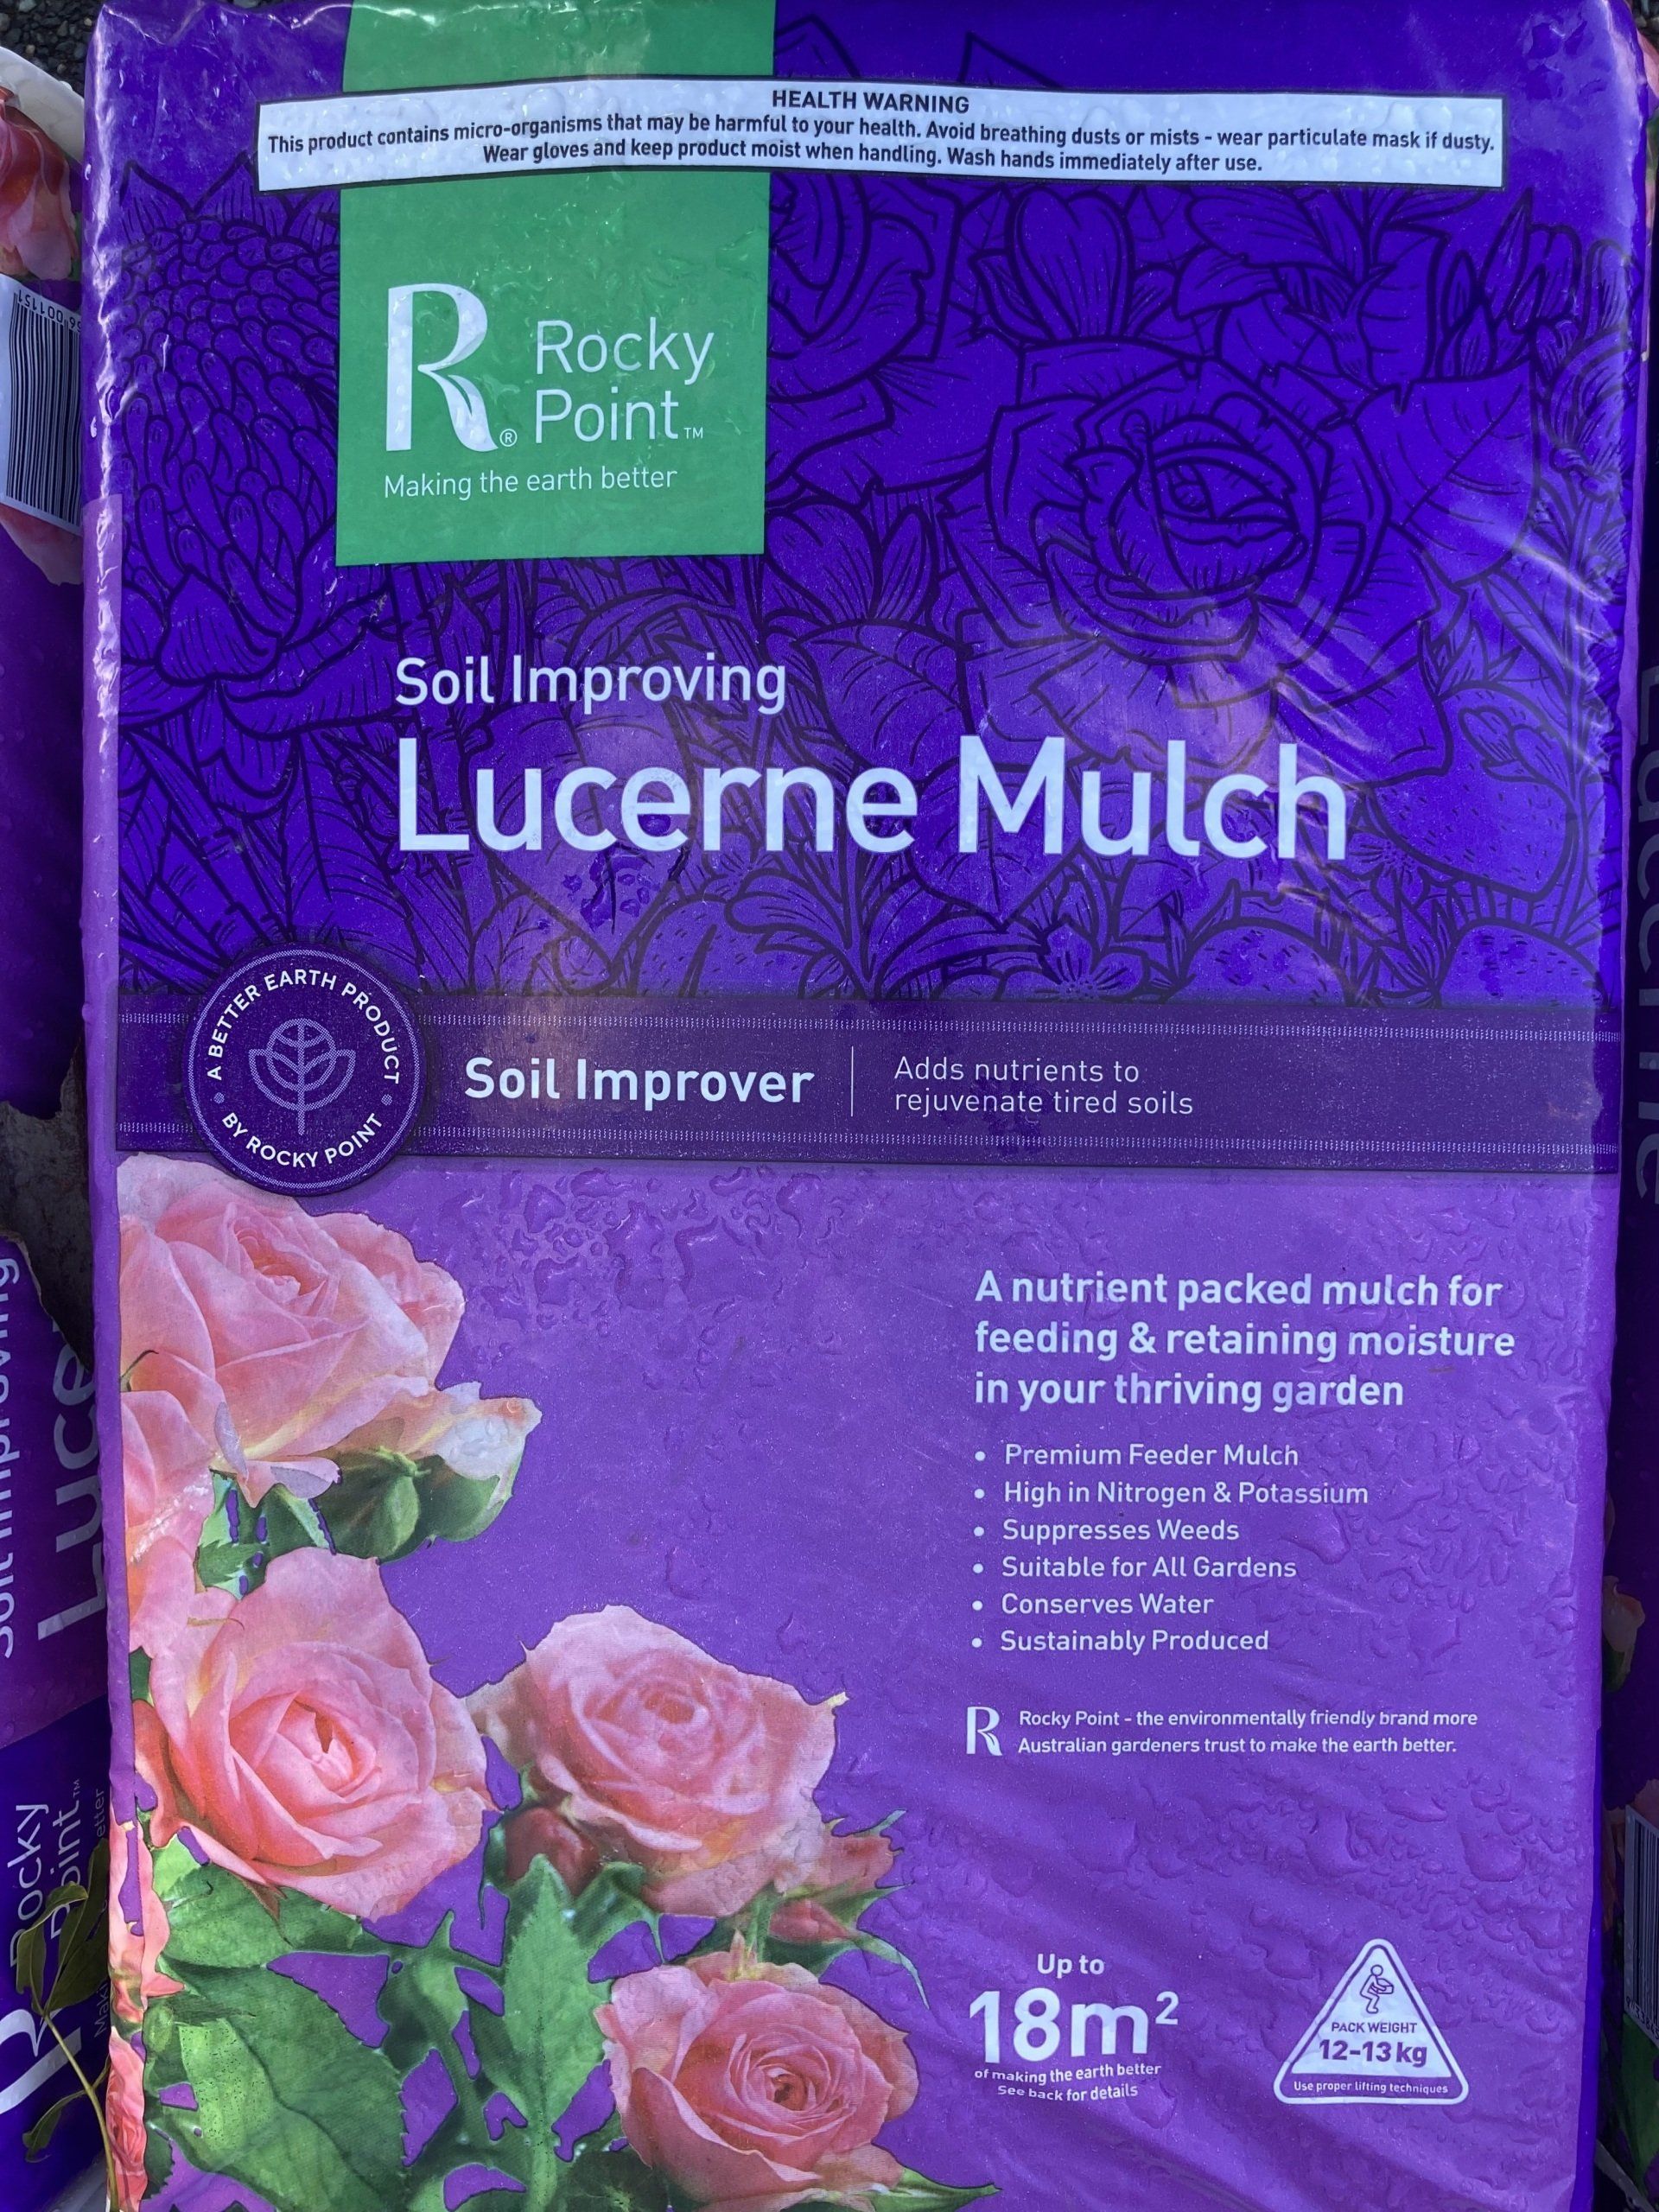 HEALTH WARNING
This product contains micro-organisms that may be harmful to your health. Avoid breathing dusts or mists - wear particulate mask if dusty.
Wear gloves and keep product moist when handling. Wash hands immediately after use.
R® Rocky
Point™
Making the earth better
Soil Improving
Lucerne Mulch
A BETTER EARTH PRODUCT
• BY ROCKY POINT •
Soil Improver
Adds nutrients to
rejuvenate tired soils
A nutrient packed mulch for
feeding & retaining moisture
in your thriving garden
• Premium Feeder Mulch
• High in Nitrogen & Potassium
• Suppresses Weeds
• Suitable for All Gardens
• Conserves Water
• Sustainably Produced
R Rocky Point - the environmentally friendly brand more
Australian gardeners trust to make the earth better.
Up to
18m²
of making the earth better
See back for details
PACK WEIGHT
12-13 kg
Use proper lifting techniques
Soil Improving
Luce
Rocky
Point™